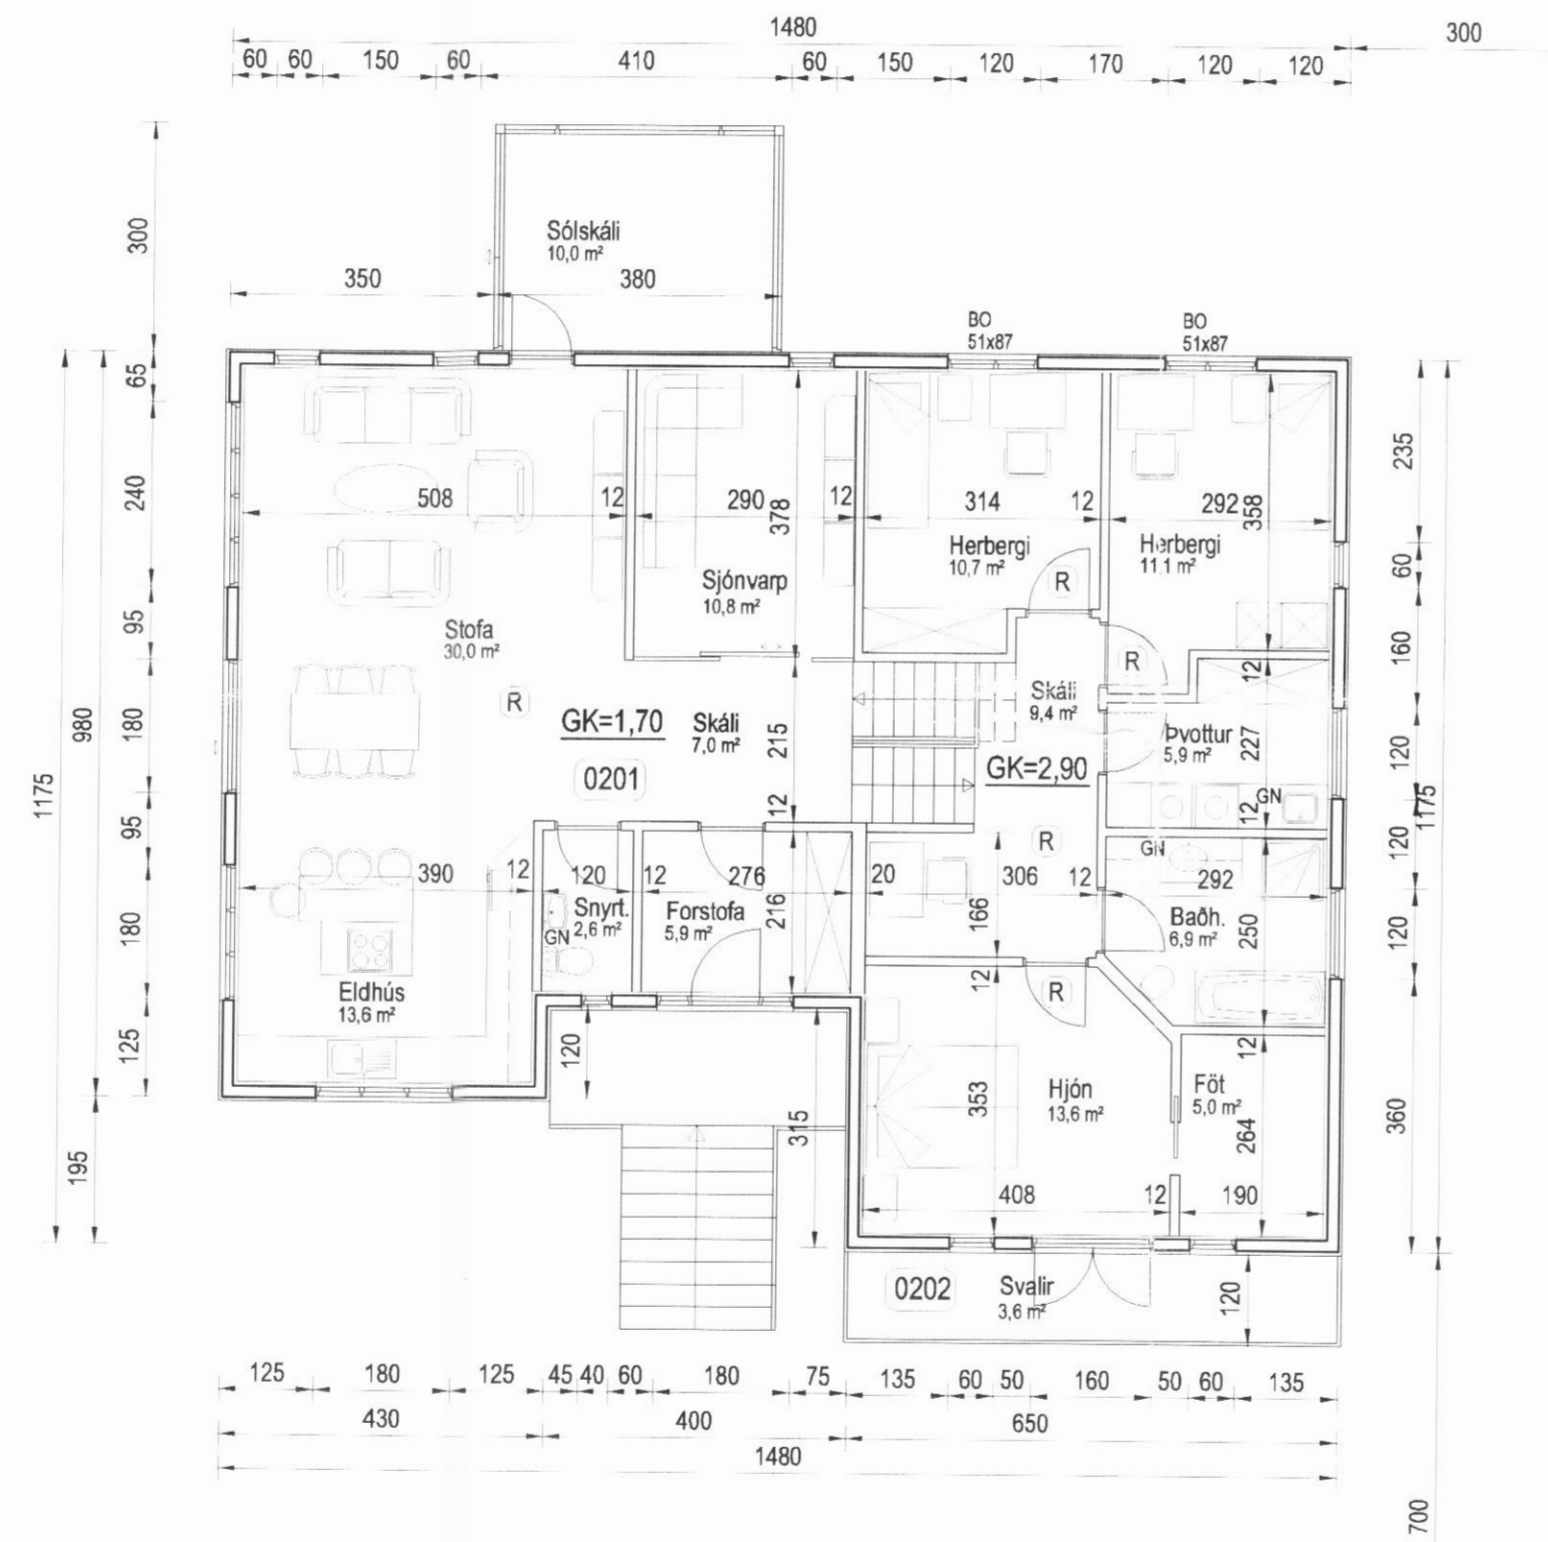 1480
300
60 60 150 60 410 60 150 120 170 120 120
Sólskáli
10,0 m²
300
350
380
BO
51x87
BO
51x87
65
240
95
180
95
180
125
980
195
1175
235
60
160
120
120
120
360
1175
700
508
12
290
378
12
314
12
292
358
Herbergi
10,7 m²
R
Herbergi
11,1 m²
Sjónvarp
10,8 m²
Stofa
30,0 m²
R
R
GK=1,70
Skáli
7,0 m²
215
0201
12
Skáli
9,4 m²
GK=2,90
12
Þvottur
5,9 m²
227
12
GN
R
390
12
120
12
276
20
306
12
GN
292
Snyrt.
2,6 m²
GN
Forstofa
5,9 m²
216
166
Baðh.
6,9 m²
250
Eldhús
13,6 m²
12
R
120
315
353
Hjón
13,6 m²
12
Föt
5,0 m²
264
408
12
190
0202
Svalir
3,6 m²
120
125 180 125 45 40 60 180 75 135 60 50 160 50 60 135
430 400 650
1480